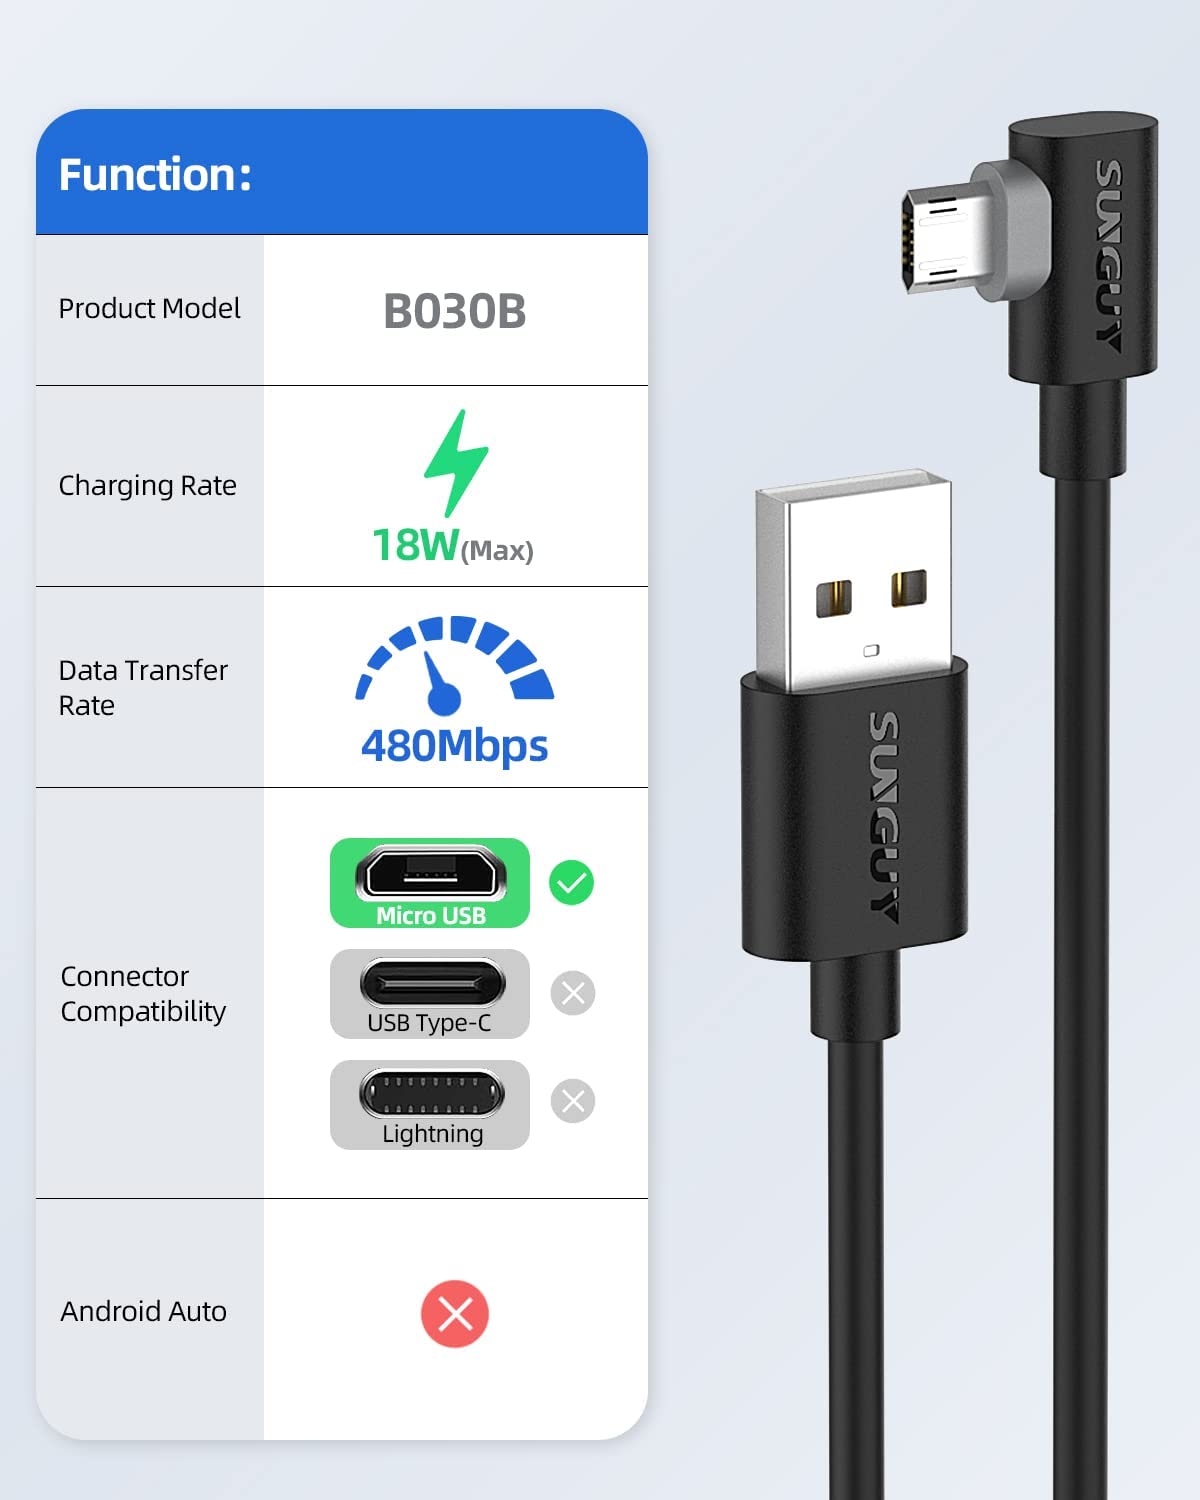 Function:
Product Model
B030B
Charging Rate
18W(Max)
Data Transfer
Rate
480Mbps
Connector
Compatibility
Micro USB
USB Type-C
Lightning
Android Auto
SUNGUY
SUNGUY